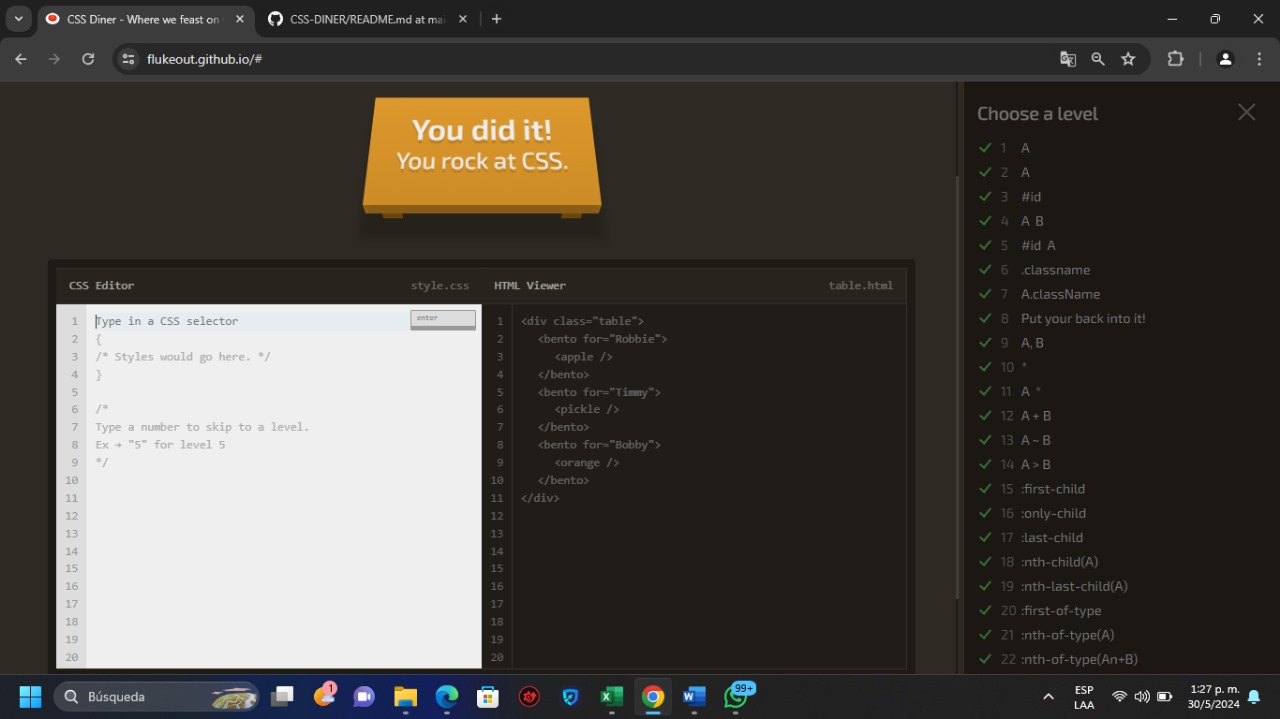 CSS Diner - Where we feast on
CSS-DINER/README.md at mai
flukeout.github.io/#
You did it!
You rock at CSS.
CSS Editor
style.css
1 Type in a CSS selector
enter
2 {
3 /* Styles would go here. */
4 }
5
6 /*
7 Type a number to skip to a level.
8 Ex → "5" for level 5
9 */
10
11
12
13
14
15
16
17
18
19
20
HTML Viewer
table.html
1 <div class="table">
2 <bento for="Robbie">
3 <apple />
4 </bento>
5 <bento for="Timmy">
6 <pickle />
7 </bento>
8 <bento for="Bobby">
9 <orange />
10 </bento>
11 </div>
12
13
14
15
16
17
18
19
20
Choose a level
1 A
2 A
3 #id
4 A B
5 #id A
6 .classname
7 A.className
8 Put your back into it!
9 A, B
10 *
11 A *
12 A + B
13 A ~ B
14 A > B
15 :first-child
16 :only-child
17 :last-child
18 :nth-child(A)
19 :nth-last-child(A)
20 :first-of-type
21 :nth-of-type(A)
22 :nth-of-type(An+B)
Búsqueda
1
99+
ESP
LAA
1:27 p. m.
30/5/2024